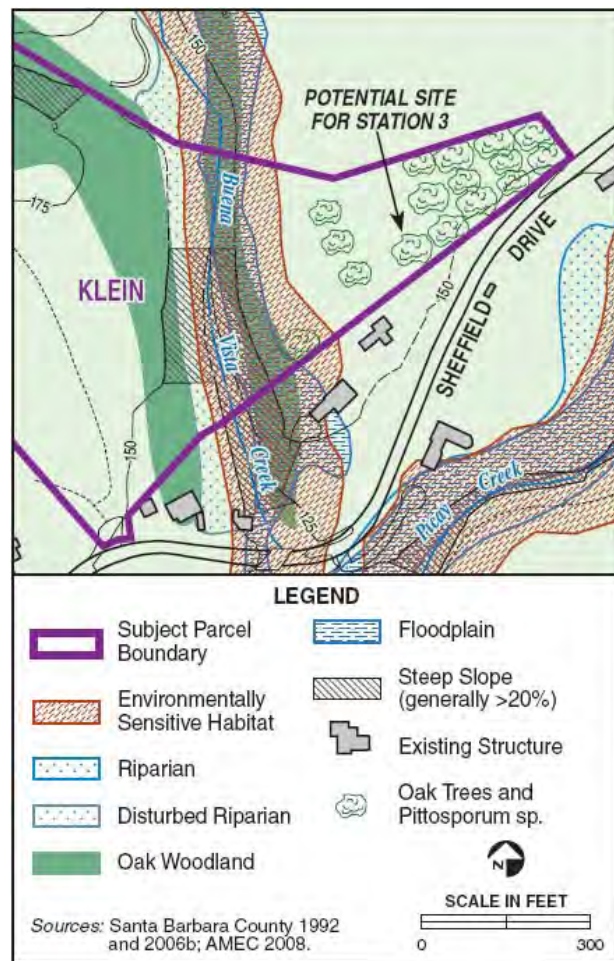 150
POTENTIAL SITE
FOR STATION 3
Buena
175
KLEIN
150
DRIVE
SHEFFIELD
Vista
150
Creek
125
Picay Creek
LEGEND
Subject Parcel
Boundary
Environmentally
Sensitive Habitat
Riparian
Disturbed Riparian
Oak Woodland
Floodplain
Steep Slope
(generally >20%)
Existing Structure
Oak Trees and
Pittosporum sp.
N
SCALE IN FEET
0 300
Sources: Santa Barbara County 1992
and 2006b; AMEC 2008.